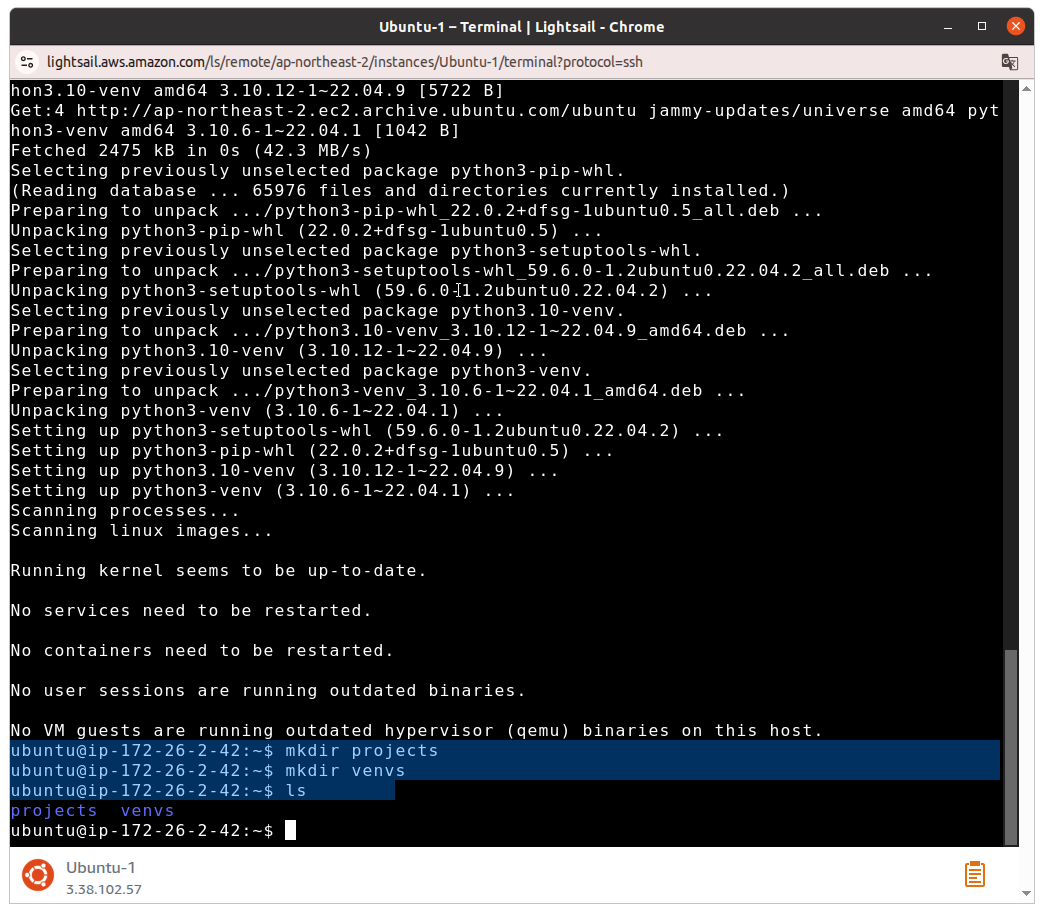 Ubuntu-1 – Terminal | Lightsail - Chrome
lightsail.aws.amazon.com/ls/remote/ap-northeast-2/instances/Ubuntu-1/terminal?protocol=ssh
hon3.10-venv amd64 3.10.12-1~22.04.9 [5722 B]
Get:4 http://ap-northeast-2.ec2.archive.ubuntu.com/ubuntu jammy-updates/universe amd64 pyt
hon3-venv amd64 3.10.6-1~22.04.1 [1042 B]
Fetched 2475 kB in 0s (42.3 MB/s)
Selecting previously unselected package python3-pip-whl.
(Reading database ... 65976 files and directories currently installed.)
Preparing to unpack .../python3-pip-whl_22.0.2+dfsg-1ubuntu0.5_all.deb ...
Unpacking python3-pip-whl (22.0.2+dfsg-1ubuntu0.5) ...
Selecting previously unselected package python3-setuptools-whl.
Preparing to unpack .../python3-setuptools-whl_59.6.0-1.2ubuntu0.22.04.2_all.deb ...
Unpacking python3-setuptools-whl (59.6.0-1.2ubuntu0.22.04.2) ...
Selecting previously unselected package python3.10-venv.
Preparing to unpack .../python3.10-venv_3.10.12-1~22.04.9_amd64.deb ...
Unpacking python3.10-venv (3.10.12-1~22.04.9) ...
Selecting previously unselected package python3-venv.
Preparing to unpack .../python3-venv_3.10.6-1~22.04.1_amd64.deb ...
Unpacking python3-venv (3.10.6-1~22.04.1) ...
Setting up python3-setuptools-whl (59.6.0-1.2ubuntu0.22.04.2) ...
Setting up python3-pip-whl (22.0.2+dfsg-1ubuntu0.5) ...
Setting up python3.10-venv (3.10.12-1~22.04.9) ...
Setting up python3-venv (3.10.6-1~22.04.1) ...
Scanning processes...
Scanning linux images...
Running kernel seems to be up-to-date.
No services need to be restarted.
No containers need to be restarted.
No user sessions are running outdated binaries.
No VM guests are running outdated hypervisor (qemu) binaries on this host.
ubuntu@ip-172-26-2-42:~$ mkdir projects
ubuntu@ip-172-26-2-42:~$ mkdir venvs
ubuntu@ip-172-26-2-42:~$ ls
projects  venvs
ubuntu@ip-172-26-2-42:~$
Ubuntu-1
3.38.102.57